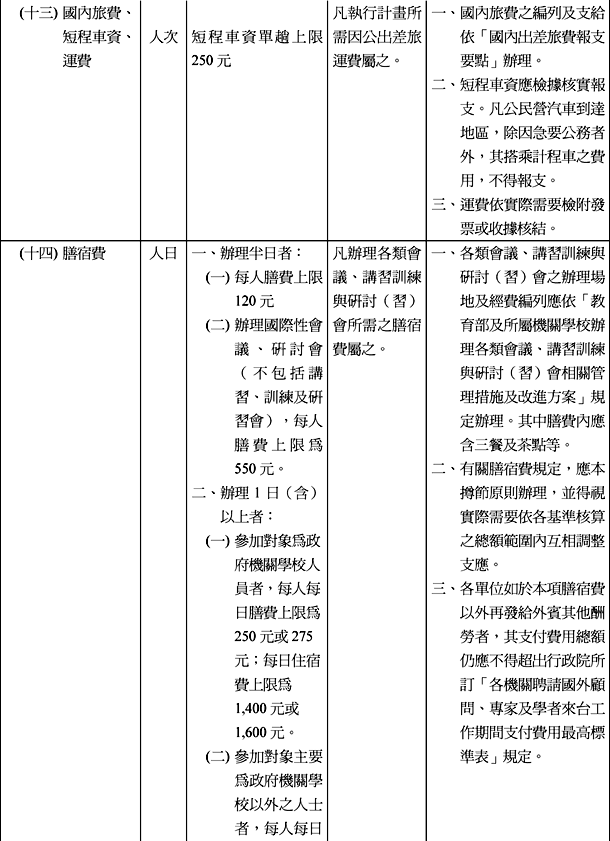 (十三) 國內旅費、
短程車資、
運費
人次
短程車資單趟上限
250 元
凡執行計畫所
需因公出差旅
運費屬之。
一、國內旅費之編列及支給
依「國內出差旅費報支
要點」辦理。
二、短程車資應檢據核實報
支。凡公民營汽車到達
地區，除因急要公務者
外，其搭乘計程車之費
用，不得報支。
三、運費依實際需要檢附發
票或收據核結。
(十四) 膳宿費
人日
一、辦理半日者：
(一) 每人膳費上限
120 元
(二) 辦理國際性會
議、研討會
（不包括講
習、訓練及研
習會），每人
膳費上限為
550 元。
二、辦理 1 日（含）
以上者：
(一) 參加對象為政
府機關學校人
員者，每人每
日膳費上限為
250 元或 275
元；每日住宿
費上限為
1,400 元或
1,600 元。
(二) 參加對象主要
為政府機關學
校以外之人士
者，每人每日
凡辦理各類會
議、講習訓練
與研討（習）
會所需之膳宿
費屬之。
一、各類會議、講習訓練與
研討（習）會之辦理場
地及經費編列應依「教
育部及所屬機關學校辦
理各類會議、講習訓練
與研討（習）會相關管
理措施及改進方案」規
定辦理。其中膳費內應
含三餐及茶點等。
二、有關膳宿費規定，應本
撙節原則辦理，並得視
實際需要依各基準核算
之總額範圍內互相調整
支應。
三、各單位如於本項膳宿費
以外再發給外賓其他酬
勞者，其支付費用總額
仍應不得超出行政院所
訂「各機關聘請國外顧
問、專家及學者來台工
作期間支付費用最高標
準表」規定。